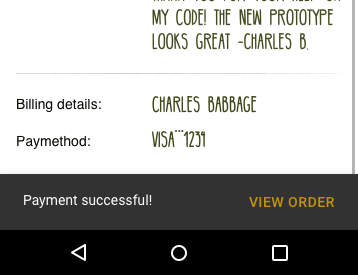 MY CODE! THE NEW PROTOTYPE
LOOKS GREAT -CHARLES B.
Billing details: CHARLES BABBAGE
Paymethod: VISA***1234
Payment successful! VIEW ORDER